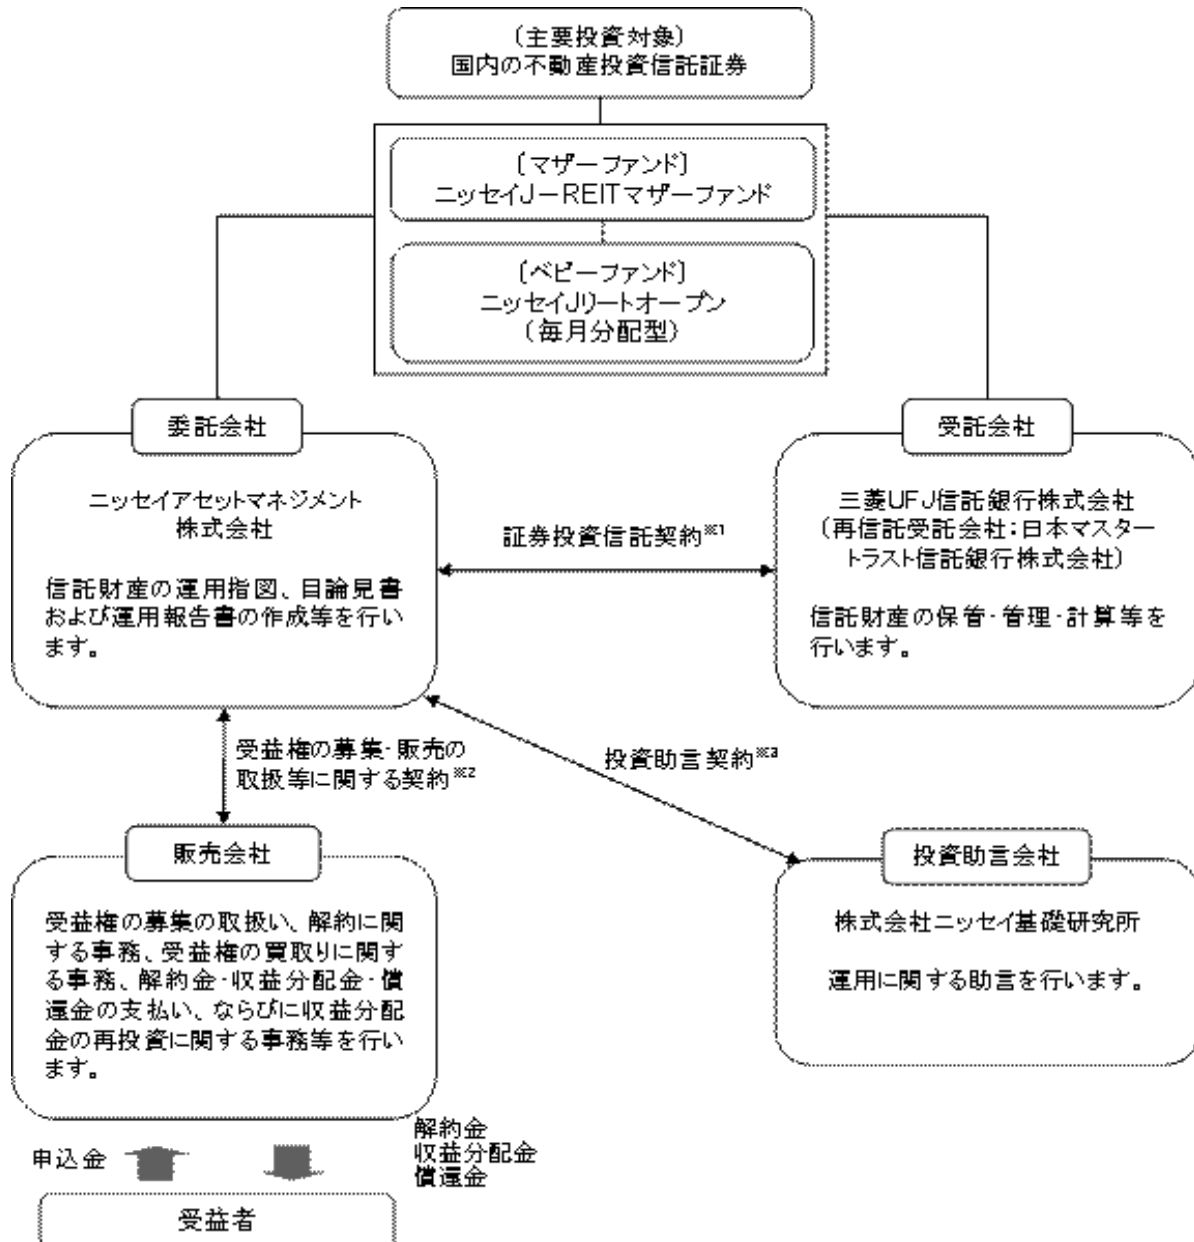 (主要投資対象)
国内の不動産投資信託証券
〔マザーファンド〕
ニッセイJ－REITマザーファンド
〔ベビーファンド〕
ニッセイJリートオープン
(毎月分配型)
委託会社
ニッセイアセットマネジメント
株式会社
信託財産の運用指図、目論見書
および運用報告書の作成等を行い
ます。
証券投資信託契約※1
受託会社
三菱UFJ信託銀行株式会社
(再信託受託会社：日本マスター
トラスト信託銀行株式会社)
信託財産の保管・管理・計算等を
行います。
受益権の募集・販売の
取扱等に関する契約※2
投資助言契約※3
販売会社
受益権の募集の取扱い、解約に関
する事務、受益権の買取りに関す
る事務、解約金・収益分配金・償
還金の支払い、ならびに収益分配
金の再投資に関する事務等を行い
ます。
投資助言会社
株式会社ニッセイ基礎研究所
運用に関する助言を行います。
申込金
解約金
収益分配金
償還金
受益者